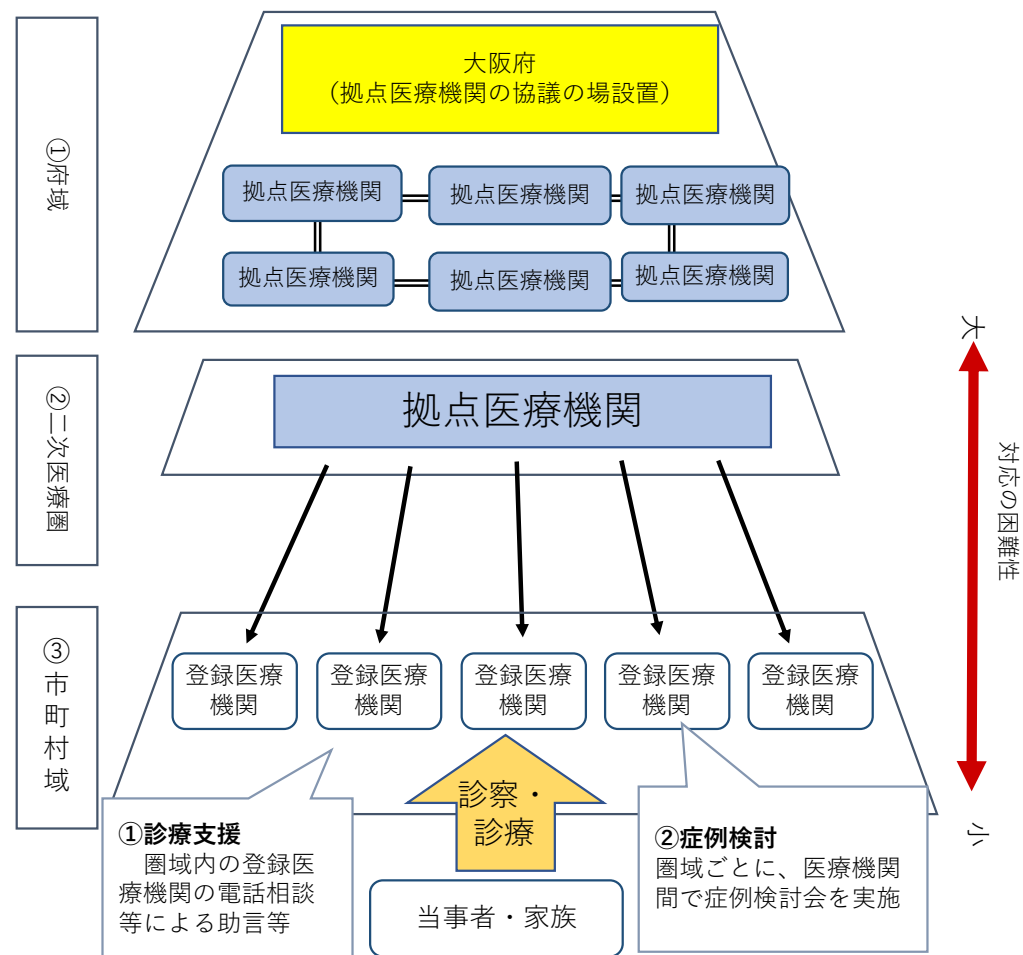 ①府域
大阪府
（拠点医療機関の協議の場設置）
拠点医療機関
拠点医療機関
拠点医療機関
拠点医療機関
拠点医療機関
拠点医療機関
②二次医療圏
拠点医療機関
大
対応の困難性
小
③市町村域
登録医療
機関
登録医療
機関
登録医療
機関
登録医療
機関
登録医療
機関
診察・
診療
①診療支援
圏域内の登録医
療機関の電話相談
等による助言等
②症例検討
圏域ごとに、医療機関
間で症例検討会を実施
当事者・家族